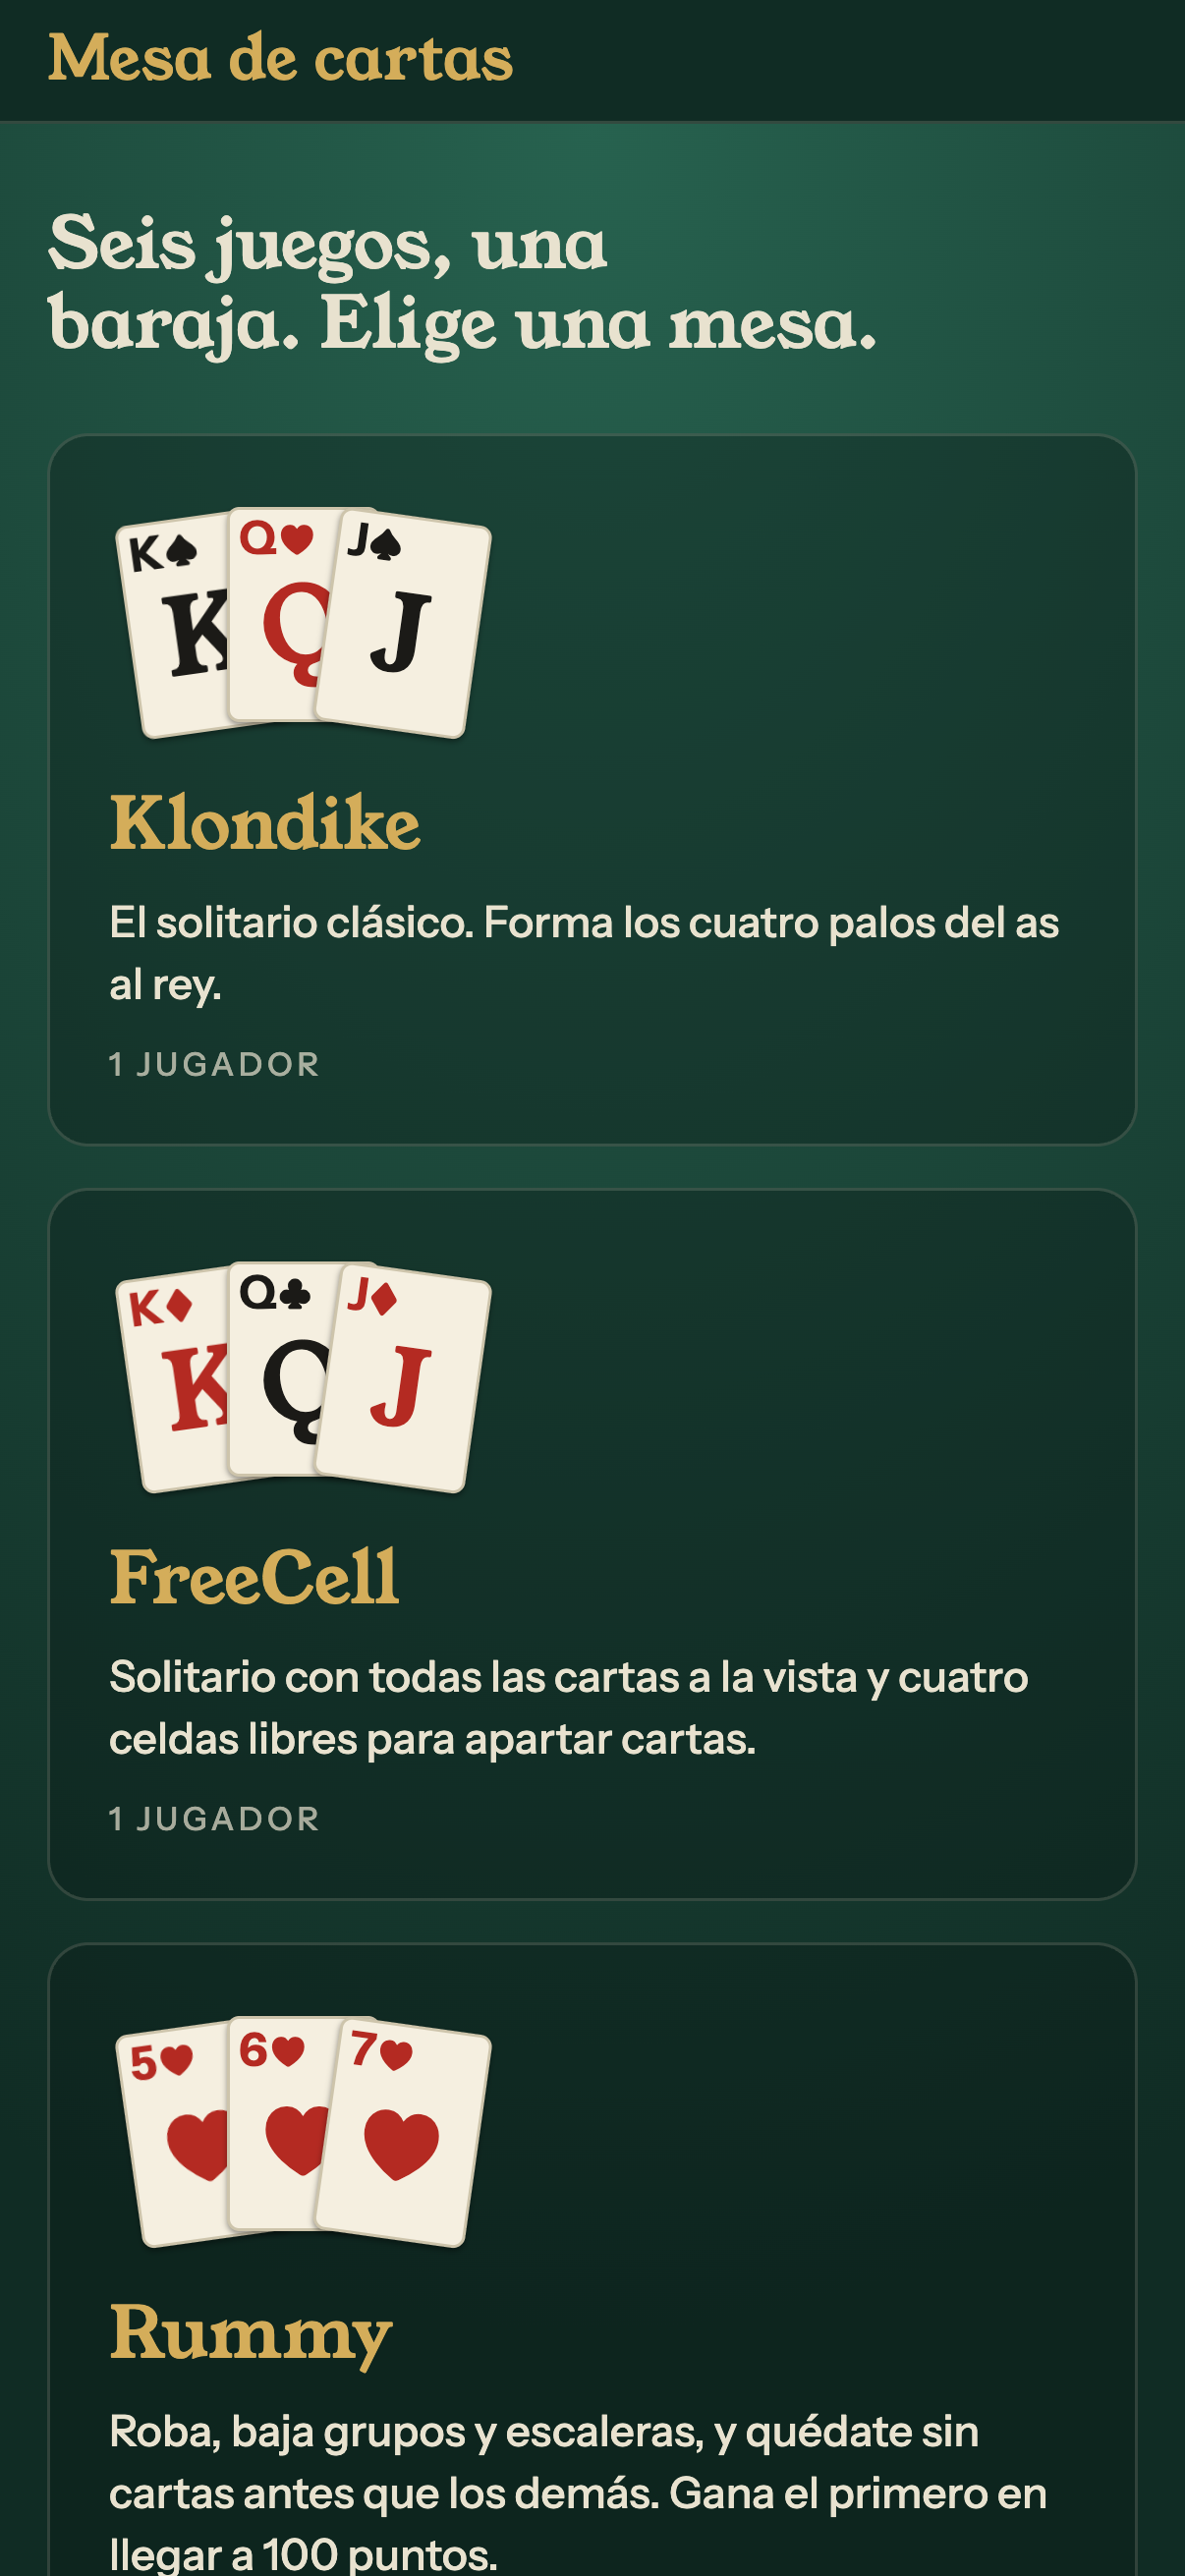 Mesa de cartas
Seis juegos, una
baraja. Elige una mesa.
K♠ Q♥ J♠
K Q J
Klondike
El solitario clásico. Forma los cuatro palos del as
al rey.
1 JUGADOR
K♦ Q♣ J♦
K Q J
FreeCell
Solitario con todas las cartas a la vista y cuatro
celdas libres para apartar cartas.
1 JUGADOR
5♥ 6♥ 7♥
Rummy
Roba, baja grupos y escaleras, y quédate sin
cartas antes que los demás. Gana el primero en
llegar a 100 puntos.